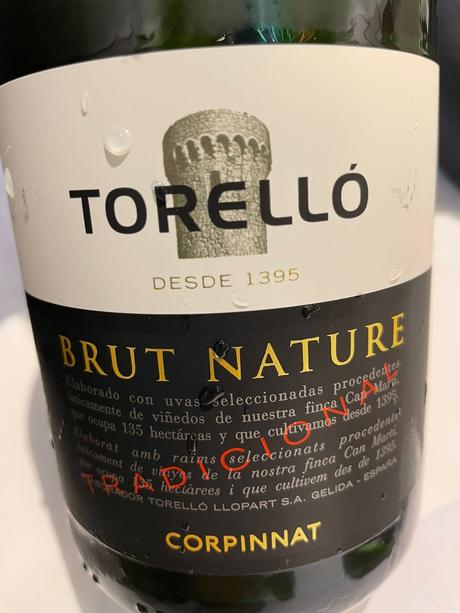 TORELLÓ
DESDE 1395
BRUT NATURE
Elaborado con uvas seleccionadas procedentes
únicamente de viñedos de nuestra finca Can Martí,
que ocupa 135 hectáreas y que cultivamos desde 1395.
Elaborat amb raïms seleccionats procedents
únicament de vinyes de la nostra finca Can Martí,
que ocupa 135 hectàrees i que cultivem des de 1395.
TORELLÓ LLOPART S.A. GELIDA - ESPAÑA.
TRADICIONAL
CORPINNAT